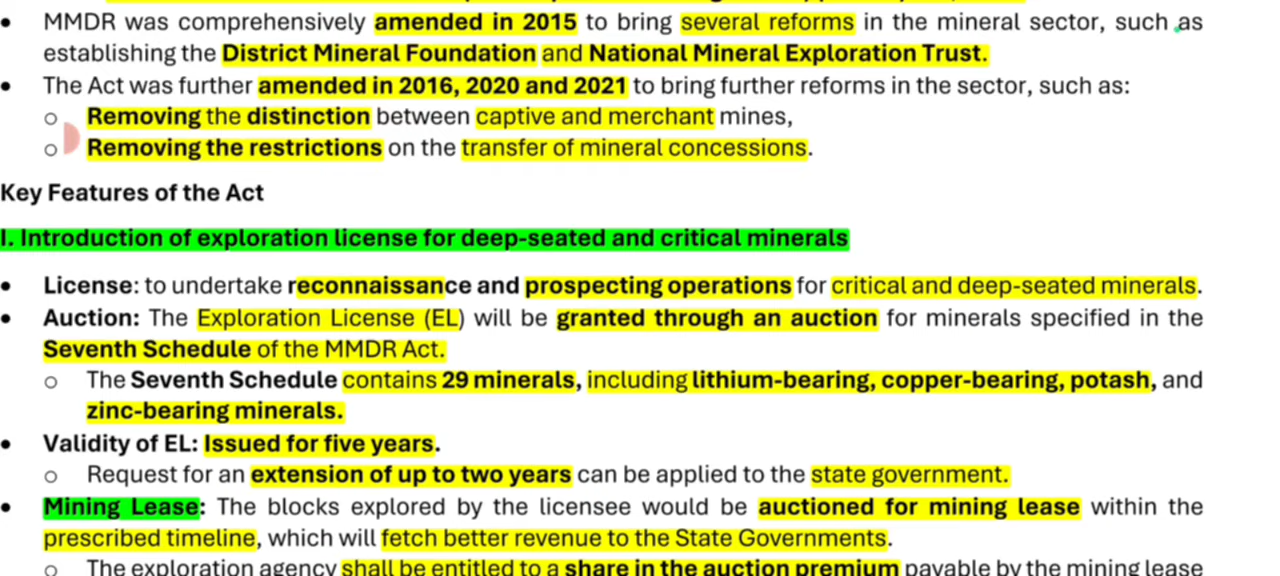 • MMDR was comprehensively amended in 2015 to bring several reforms in the mineral sector, such as
establishing the District Mineral Foundation and National Mineral Exploration Trust.
• The Act was further amended in 2016, 2020 and 2021 to bring further reforms in the sector, such as:
○ Removing the distinction between captive and merchant mines,
○ Removing the restrictions on the transfer of mineral concessions.
Key Features of the Act
I. Introduction of exploration license for deep-seated and critical minerals
• License: to undertake reconnaissance and prospecting operations for critical and deep-seated minerals.
• Auction: The Exploration License (EL) will be granted through an auction for minerals specified in the
Seventh Schedule of the MMDR Act.
○ The Seventh Schedule contains 29 minerals, including lithium-bearing, copper-bearing, potash, and
zinc-bearing minerals.
• Validity of EL: Issued for five years.
○ Request for an extension of up to two years can be applied to the state government.
• Mining Lease: The blocks explored by the licensee would be auctioned for mining lease within the
prescribed timeline, which will fetch better revenue to the State Governments.
○ The exploration agency shall be entitled to a share in the auction premium payable by the mining lease